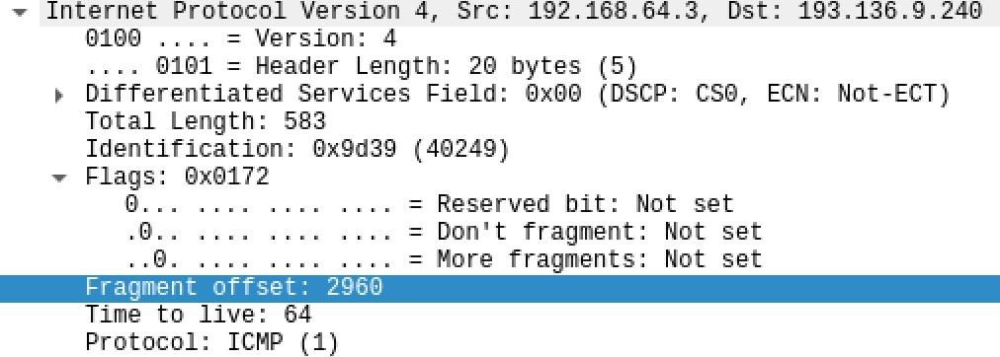 Internet Protocol Version 4, Src: 192.168.64.3, Dst: 193.136.9.240
0100 .... = Version: 4
.... 0101 = Header Length: 20 bytes (5)
Differentiated Services Field: 0x00 (DSCP: CS0, ECN: Not-ECT)
Total Length: 583
Identification: 0x9d39 (40249)
Flags: 0x0172
0... .... .... .... = Reserved bit: Not set
.0.. .... .... .... = Don't fragment: Not set
..0. .... .... .... = More fragments: Not set
Fragment offset: 2960
Time to live: 64
Protocol: ICMP (1)